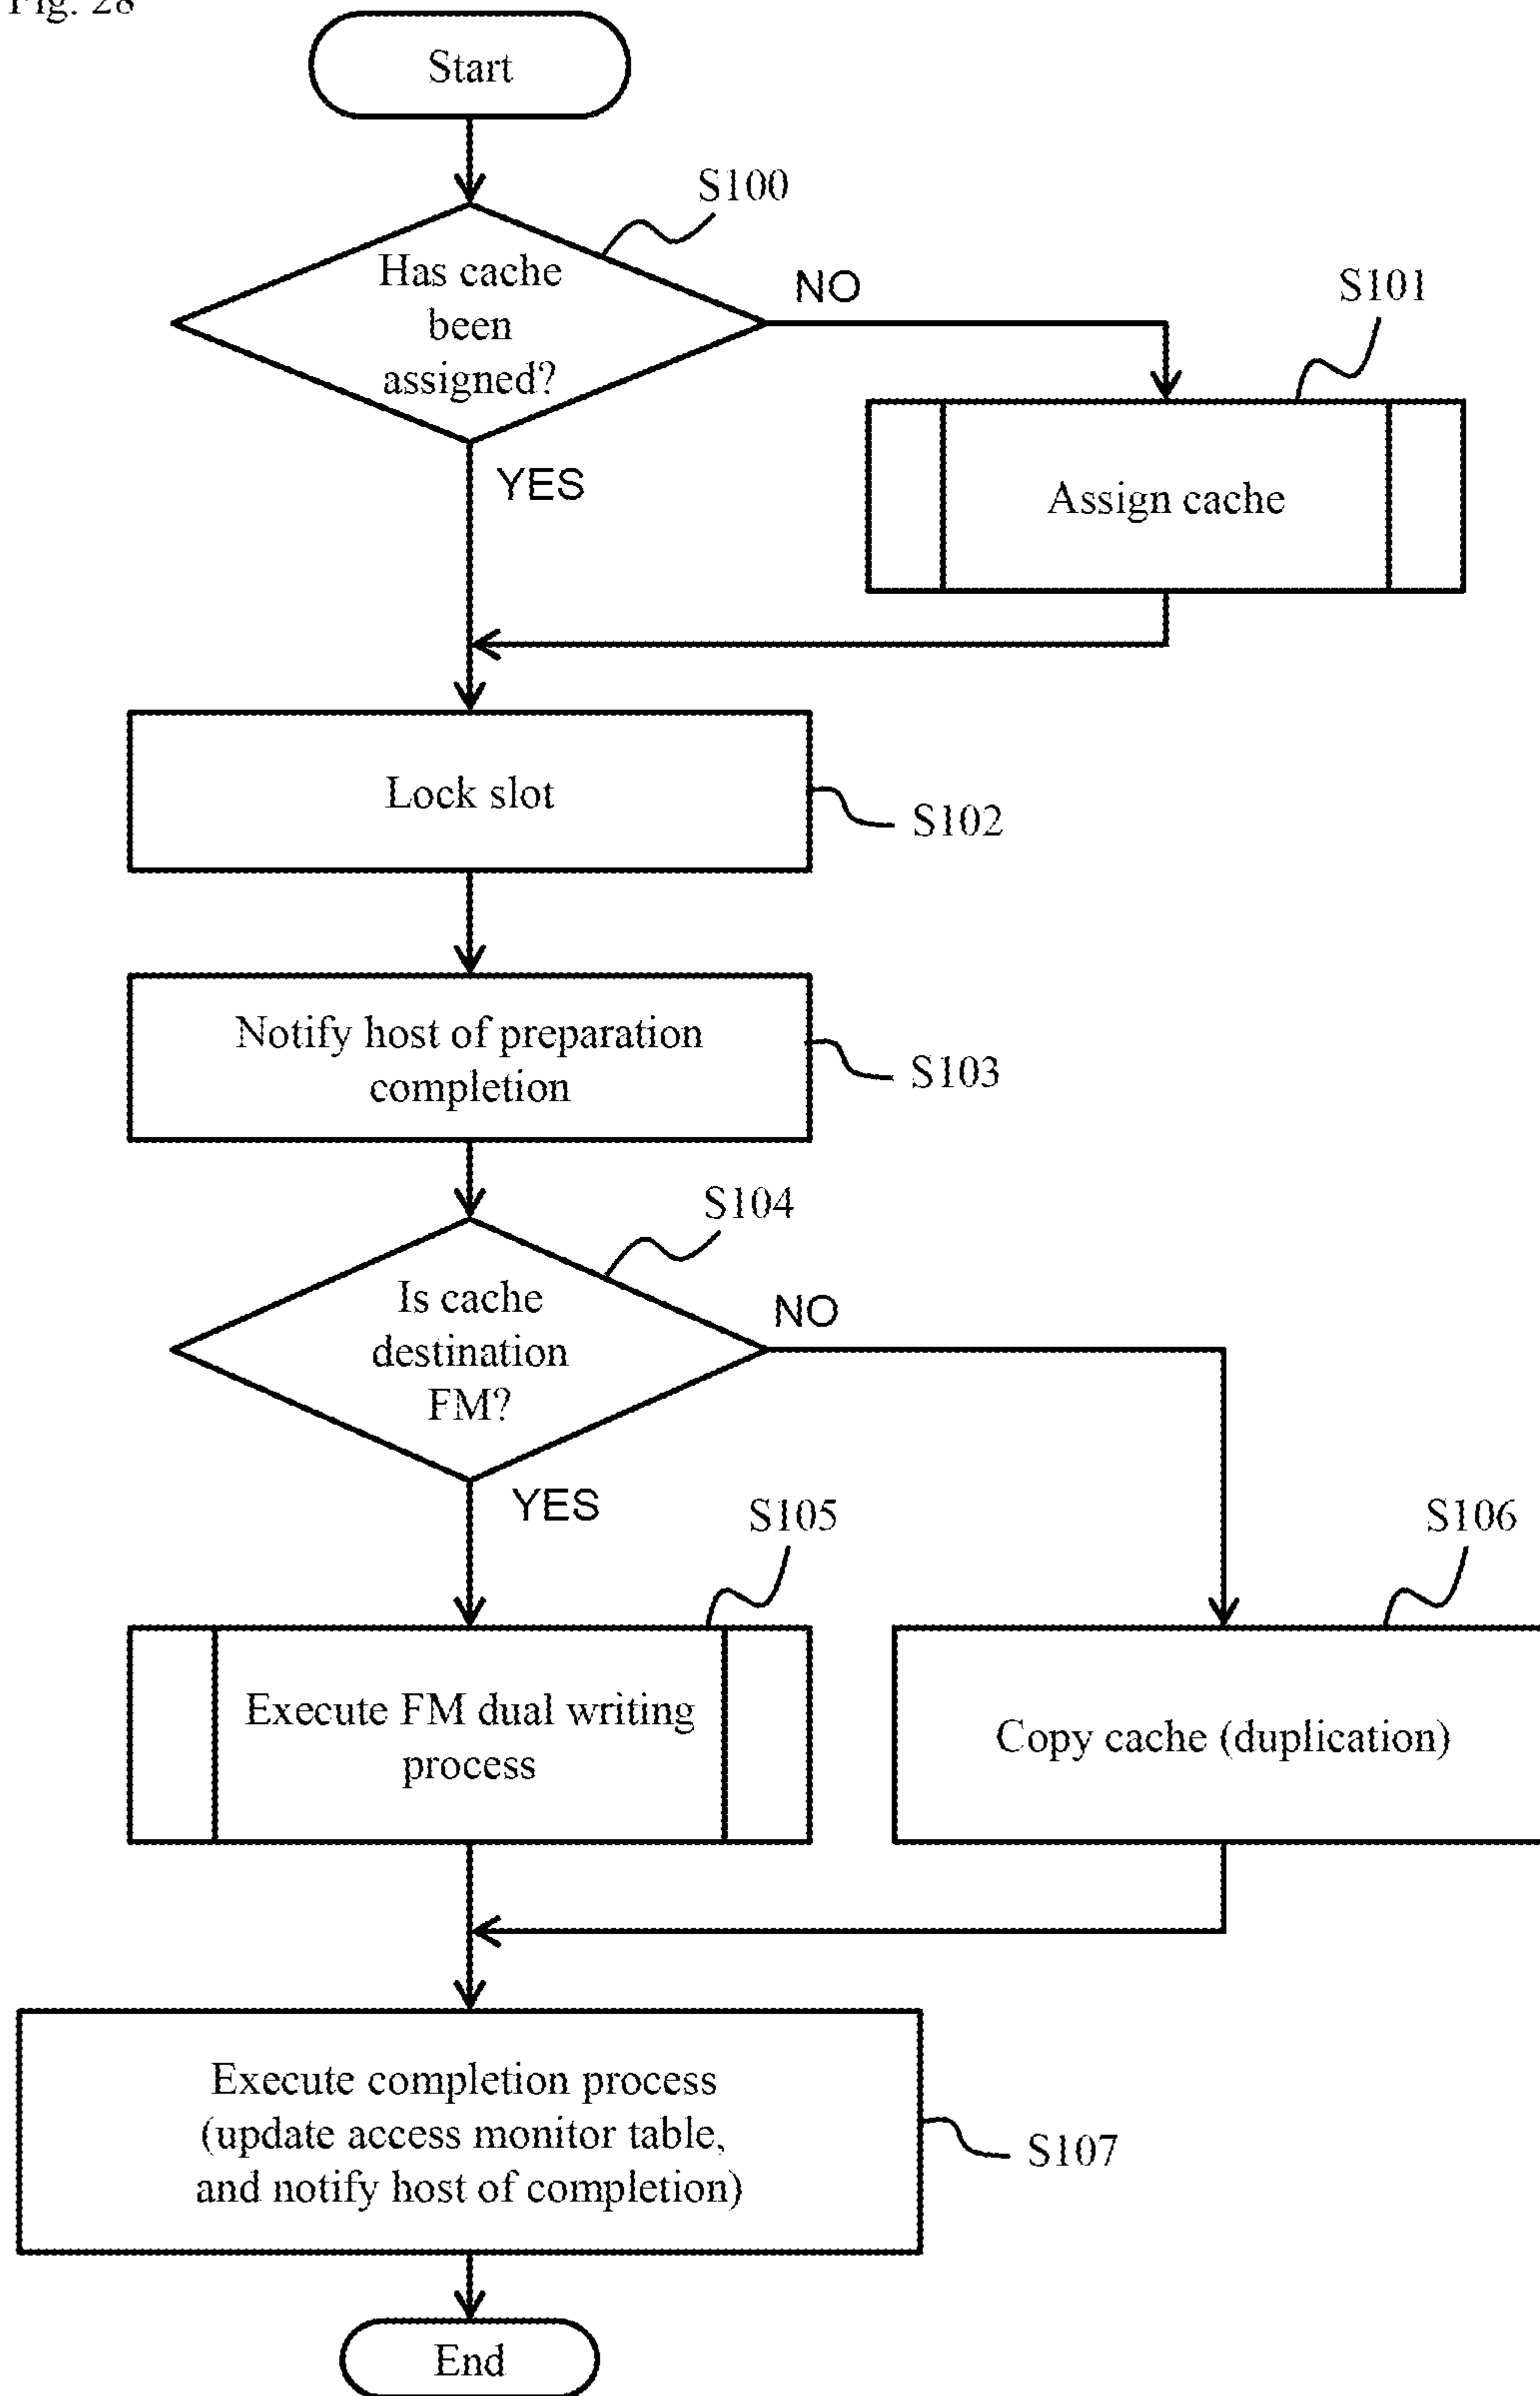 Fig. 28
Start
S100
Has cache
been
assigned?
NO
S101
YES
Assign cache
Lock slot
S102
Notify host of preparation
completion
S103
S104
Is cache
destination
FM?
NO
YES
S105
S106
Execute FM dual writing
process
Copy cache (duplication)
Execute completion process
(update access monitor table,
and notify host of completion)
S107
End